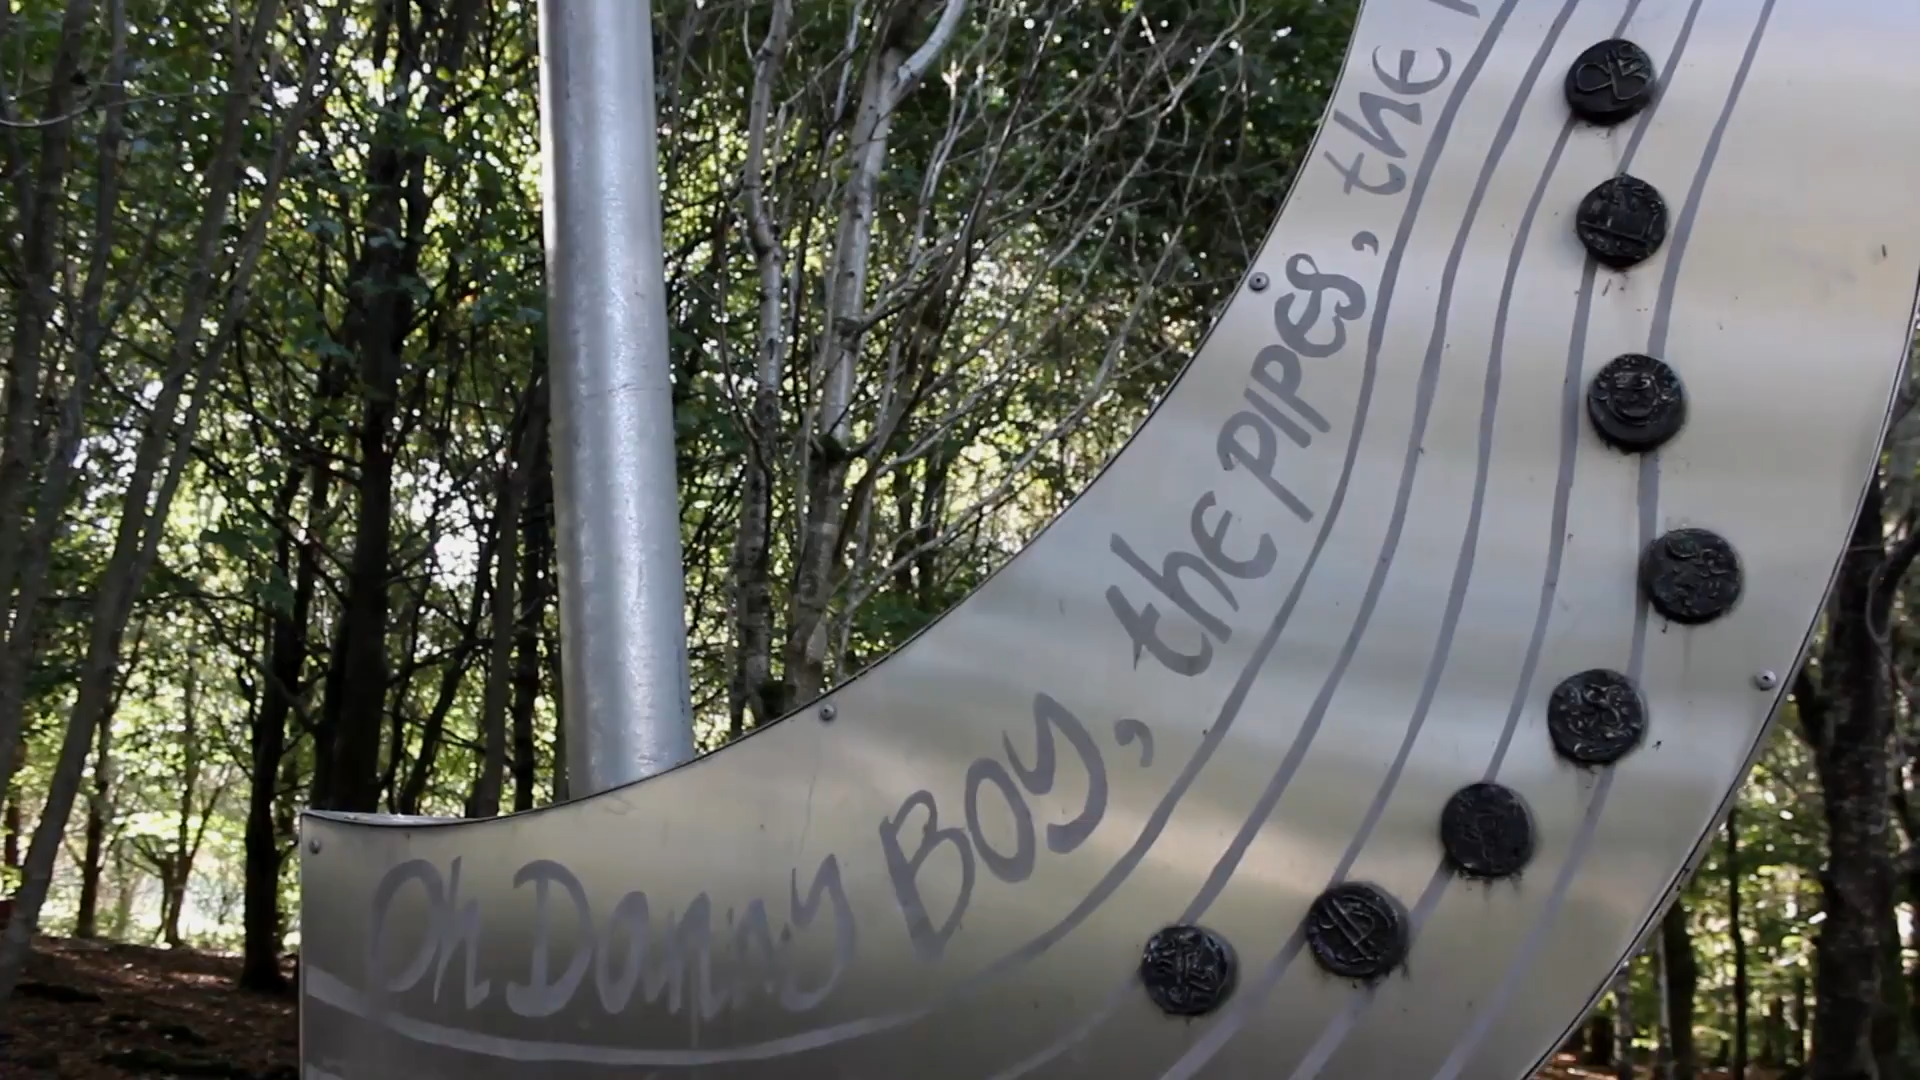 Oh Danny Boy, the pipes, the